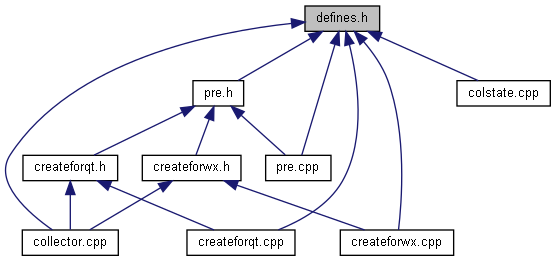 defines.h
pre.h
colstate.cpp
createforqt.h
createforwx.h
pre.cpp
collector.cpp
createforqt.cpp
createforwx.cpp